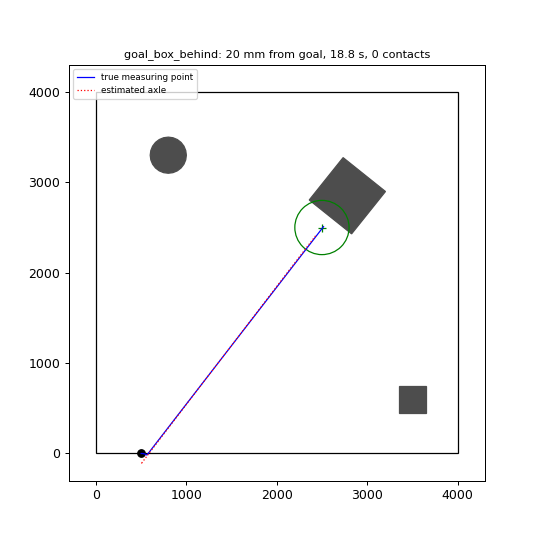 goal_box_behind: 20 mm from goal, 18.8 s, 0 contacts
true measuring point
estimated axle
4000
3000
2000
1000
0
0 1000 2000 3000 4000